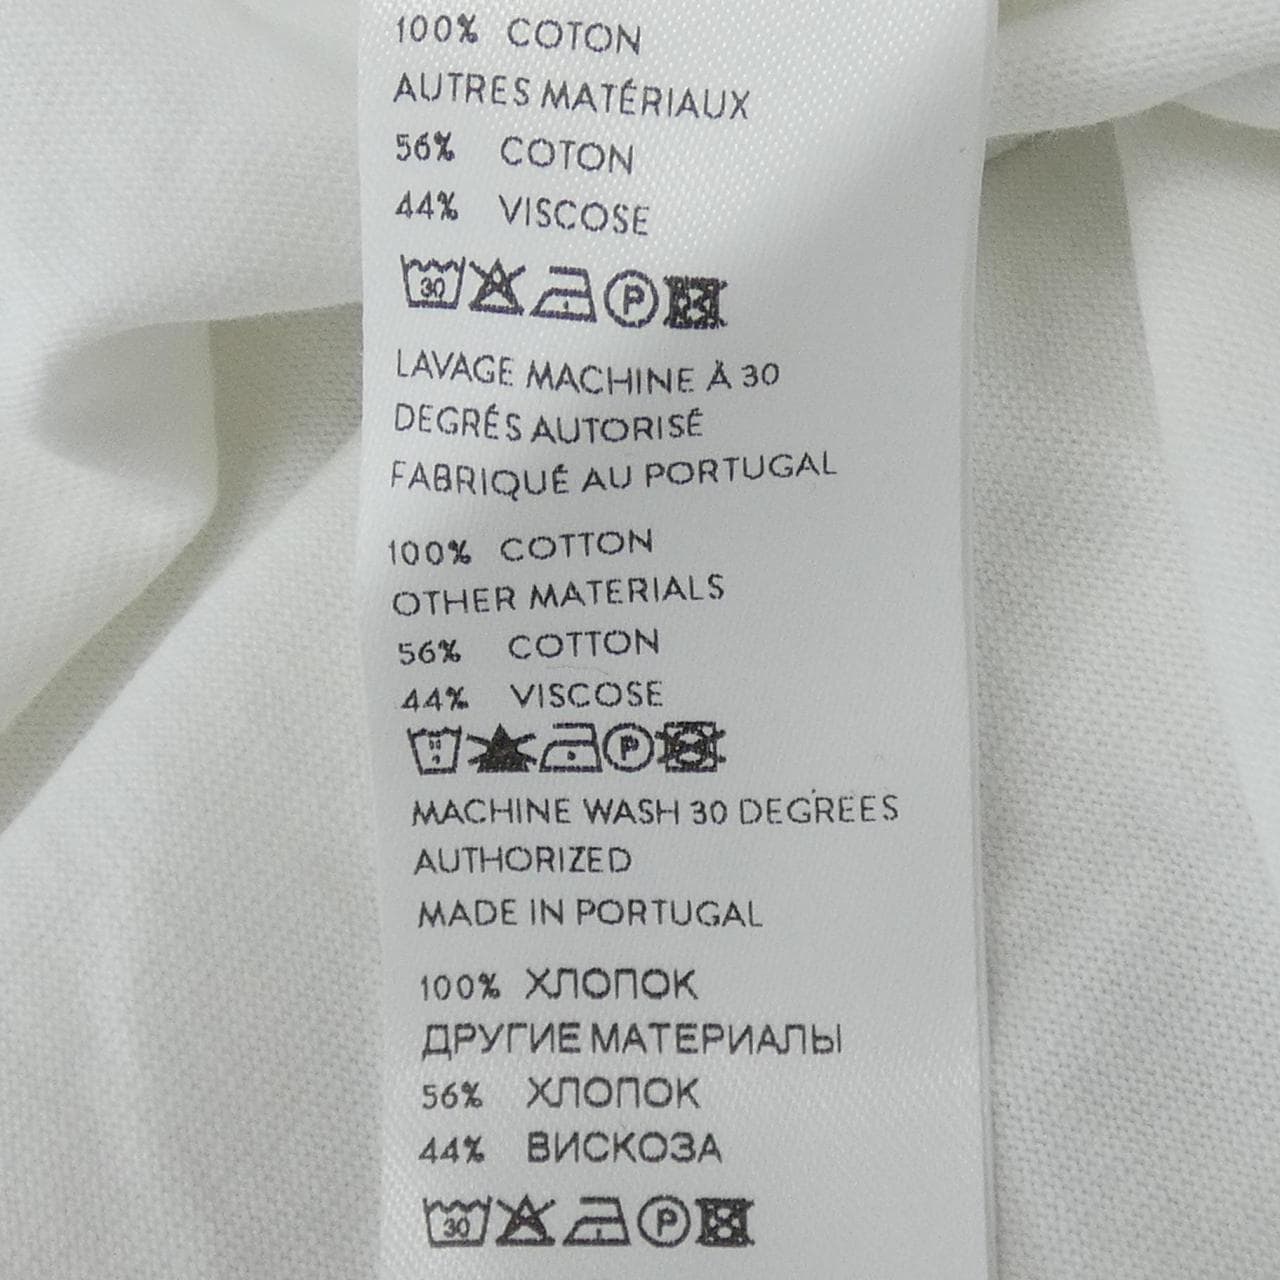 100% COTON
AUTRES MATÉRIAUX
56% COTON
44% VISCOSE
30 P
LAVAGE MACHINE À 30
DEGRÉS AUTORISÉ
FABRIQUÉ AU PORTUGAL
100% COTTON
OTHER MATERIALS
56% COTTON
44% VISCOSE
P
MACHINE WASH 30 DEGREES
AUTHORIZED
MADE IN PORTUGAL
100% ХЛОПОК
ДРУГИЕ МАТЕРИАЛЫ
56% ХЛОПОК
44% ВИСКОЗА
30 P